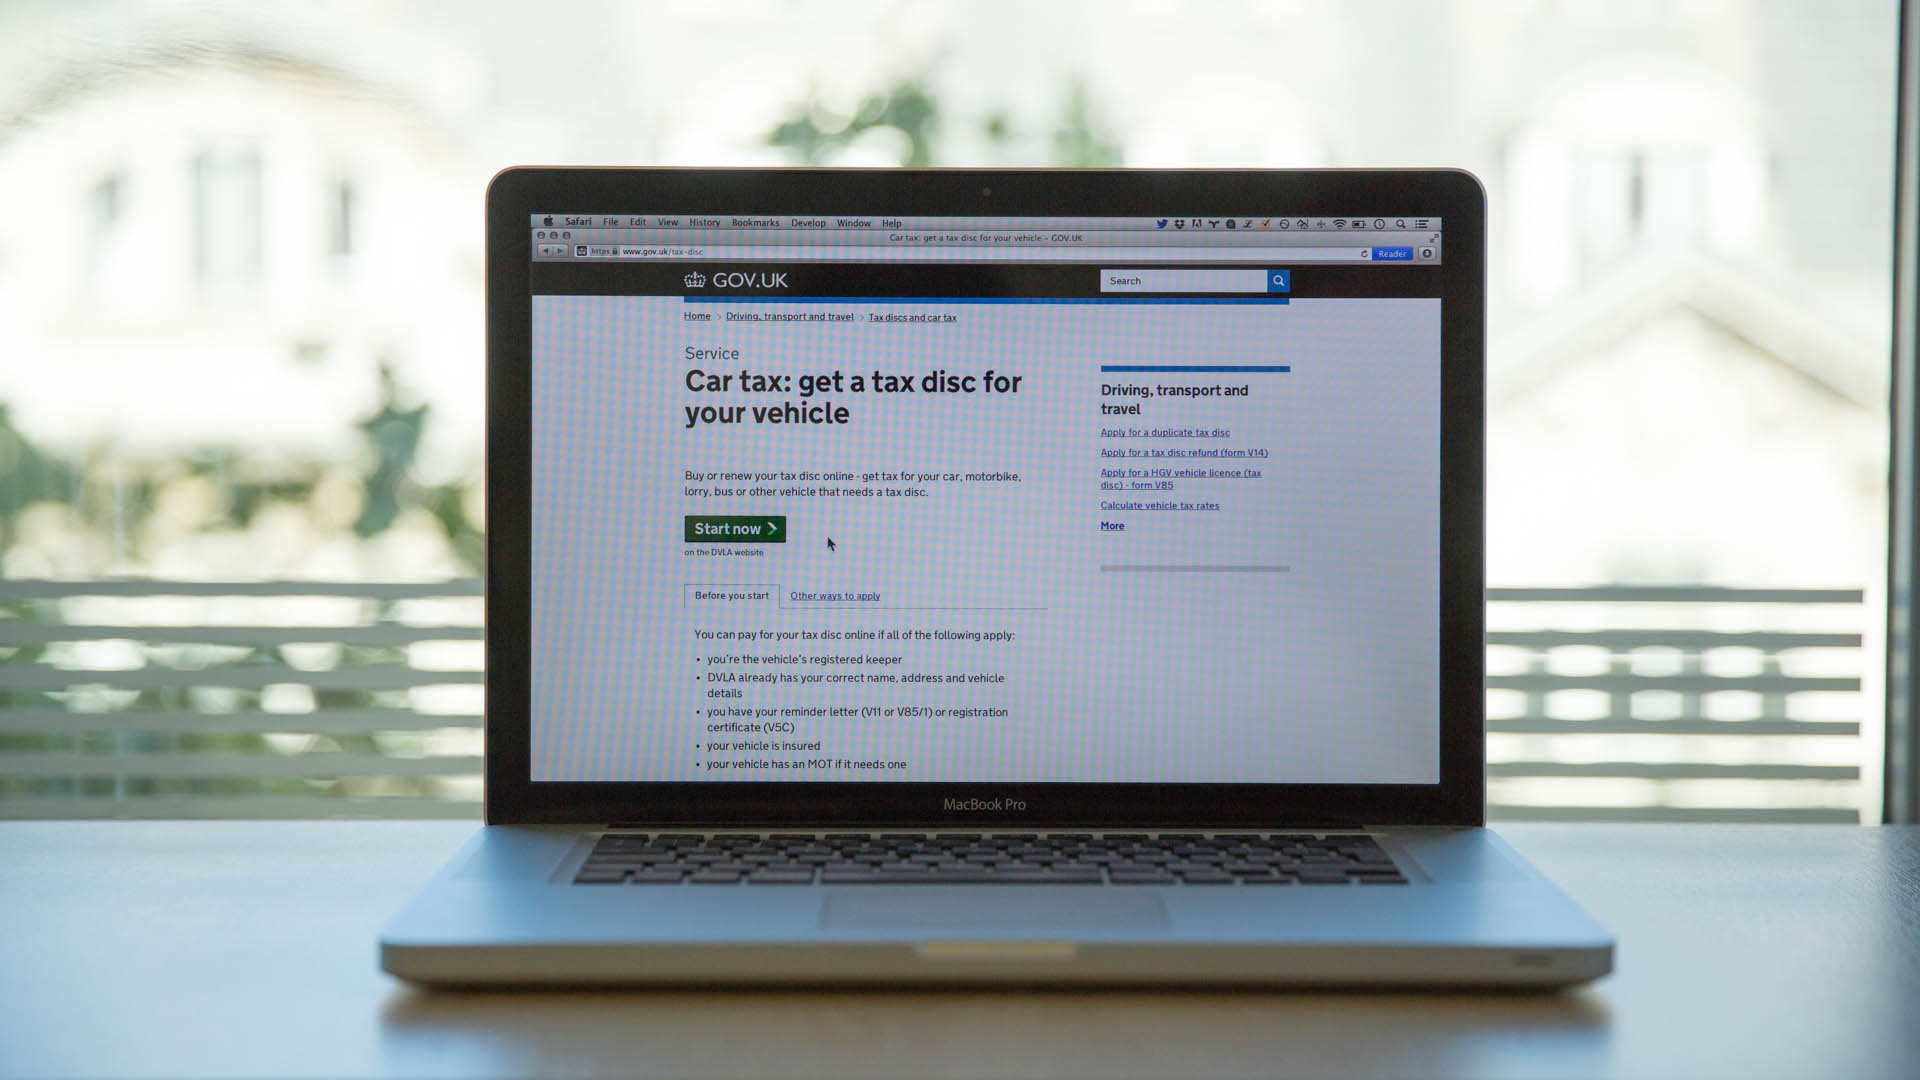 Safari File Edit View History Bookmarks Develop Window Help
Car tax: get a tax disc for your vehicle - GOV.UK
https www.gov.uk/tax-disc
Reader
GOV.UK
Search
Home > Driving, transport and travel > Tax discs and car tax
Service
Car tax: get a tax disc for
your vehicle
Buy or renew your tax disc online - get tax for your car, motorbike,
lorry, bus or other vehicle that needs a tax disc.
Start now
on the DVLA website
Before you start Other ways to apply
You can pay for your tax disc online if all of the following apply:
• you're the vehicle's registered keeper
• DVLA already has your correct name, address and vehicle
details
• you have your reminder letter (V11 or V85/1) or registration
certificate (V5C)
• your vehicle is insured
• your vehicle has an MOT if it needs one
Driving, transport and
travel
Apply for a duplicate tax disc
Apply for a tax disc refund (form V14)
Apply for a HGV vehicle licence (tax
disc) - form V85
Calculate vehicle tax rates
More
MacBook Pro